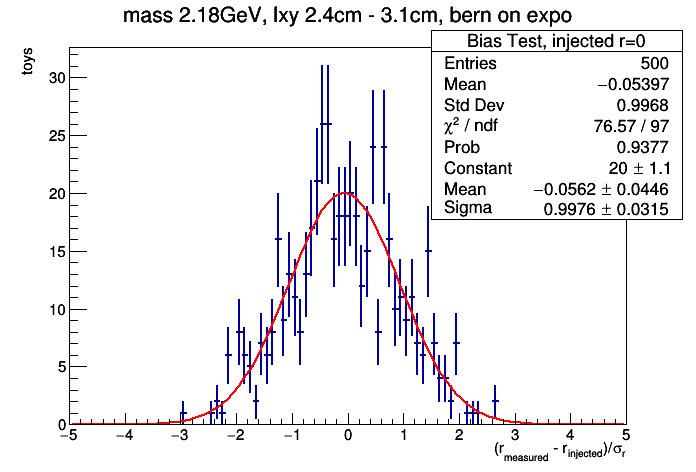 mass 2.18GeV, lxy 2.4cm - 3.1cm, bern on expo
toys
Bias Test, injected r=0
Entries 500
Mean −0.05397
Std Dev 0.9968
χ² / ndf 76.57 / 97
Prob 0.9377
Constant 20 ± 1.1
Mean −0.0562 ± 0.0446
Sigma 0.9976 ± 0.0315
30
25
20
15
10
5
0
−5 −4 −3 −2 −1 0 1 2 3 4 5
(r_measured - r_injected)/σ_r